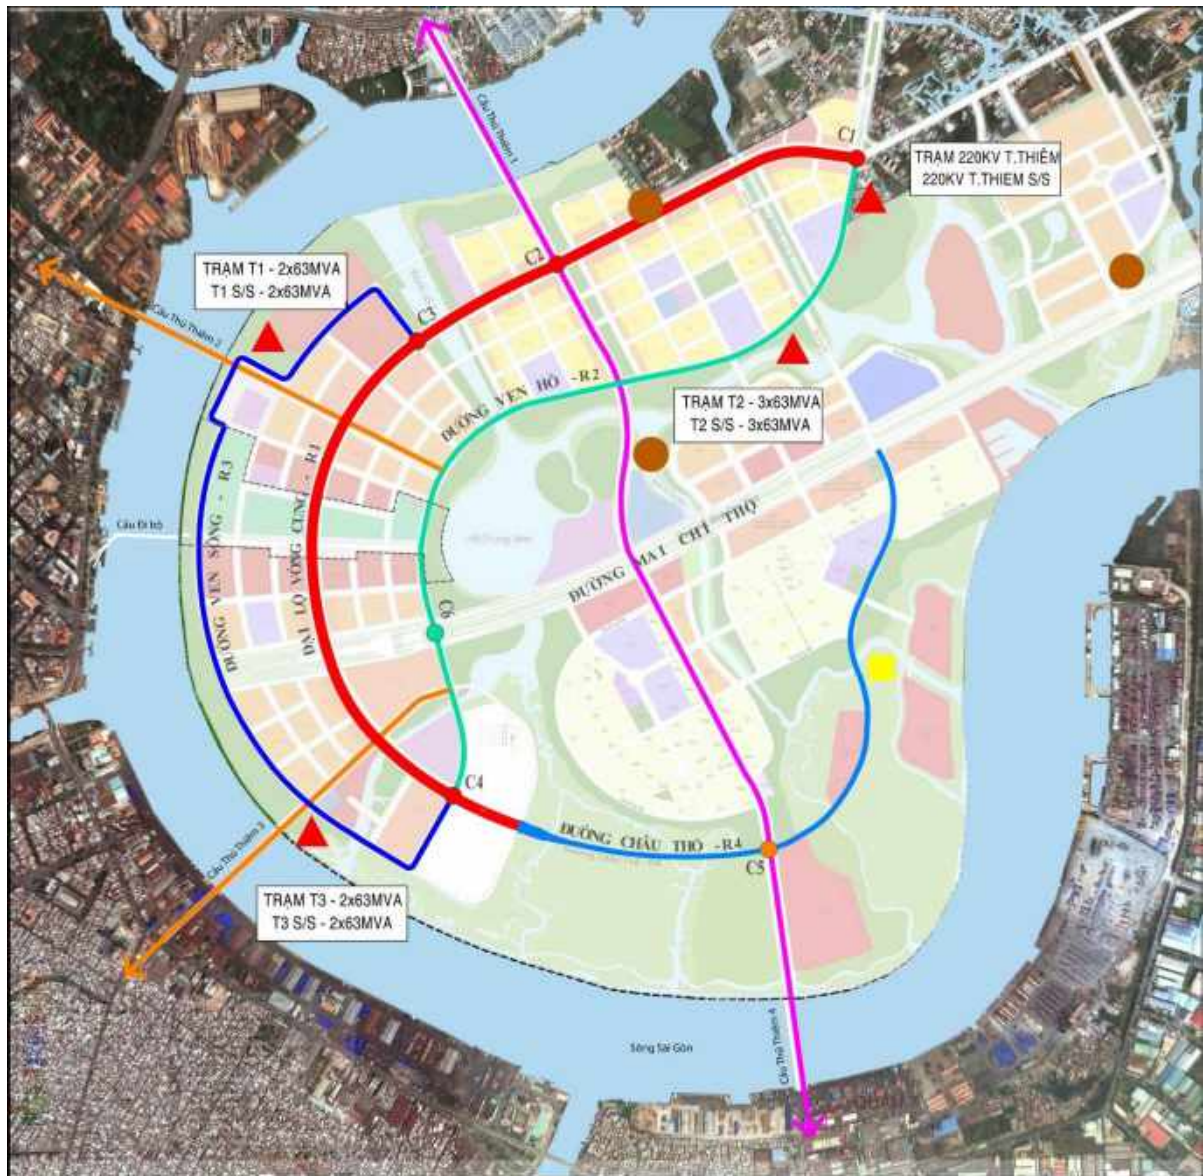 Cầu Thủ Thiêm 1
C1
TRẠM 220KV T.THIÊM
220KV T.THIEM S/S
TRẠM T1 - 2x63MVA
T1 S/S - 2x63MVA
C2
C3
Cầu Thủ Thiêm 2
ĐƯỜNG VEN HỒ -R2
TRẠM T2 - 3x63MVA
T2 S/S - 3x63MVA
ĐƯỜNG VEN SÔNG - R3
ĐẠI LỘ VÒNG CUNG - R1
Cầu Đi bộ
ĐƯỜNG MAI CHÍ THỌ
C6
C4
ĐƯỜNG CHÂU THỔ -R4
C5
Cầu Thủ Thiêm 3
TRẠM T3 - 2x63MVA
T3 S/S - 2x63MVA
Cầu Thủ Thiêm 4
Sông Sài Gòn